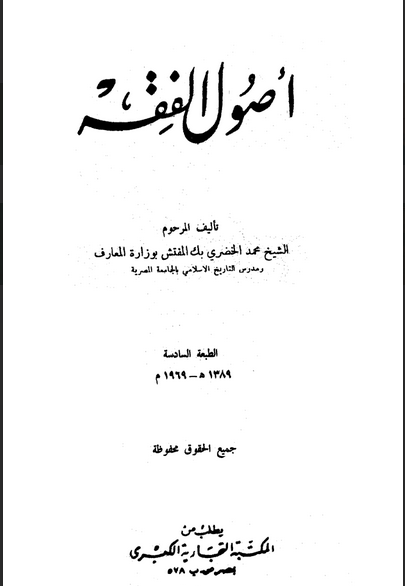 أصول الفقه
تأليف المرحوم
الشيخ محمد الخضري بك المفتش بوزارة المعارف
ومدرس التاريخ الاسلامي بالجامعة المصرية
الطبعة السادسة
١٣٨٩ هـ – ١٩٦٩ م
جميع الحقوق محفوظة
يطلب من
المكتبة التجارية الكبرى
بمصر ص ب ٥٧٨